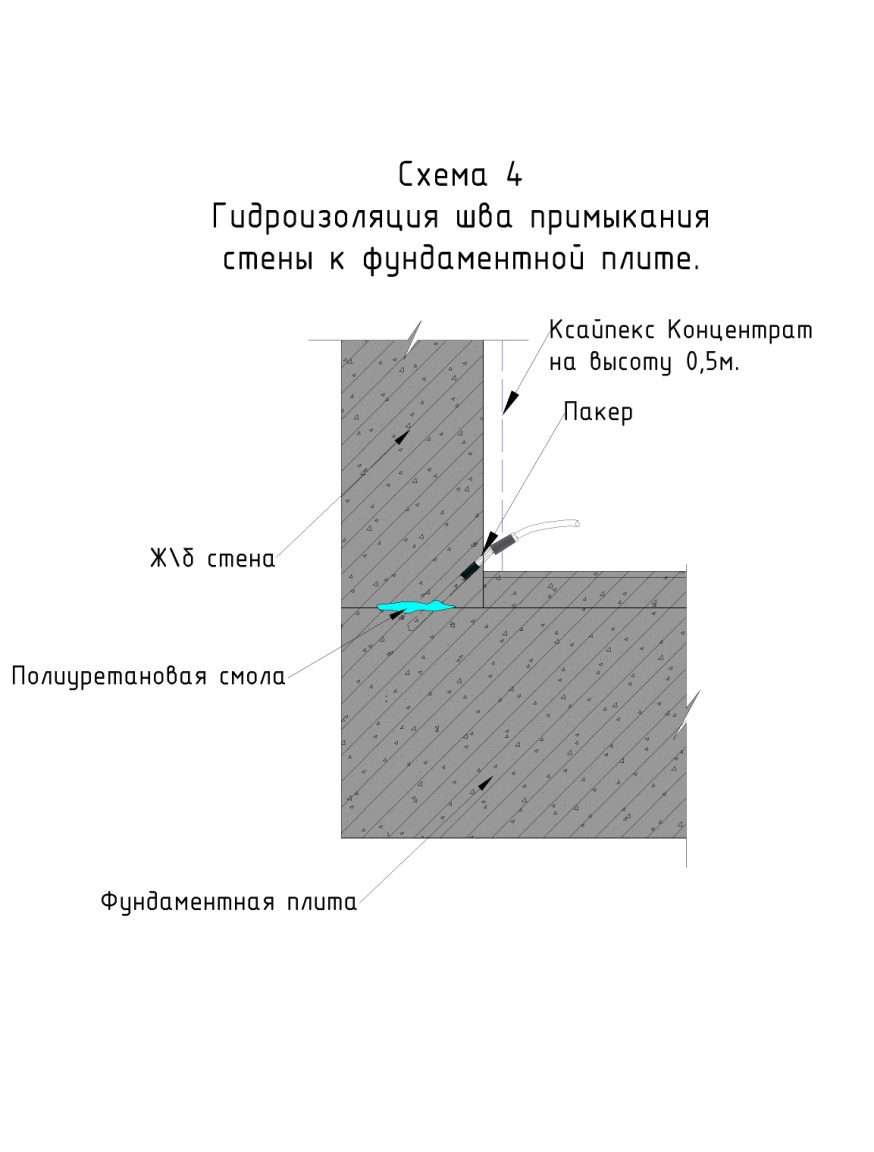 Схема 4
Гидроизоляция шва примыкания
стены к фундаментной плите.
Ксайпекс Концентрат
на высоту 0,5м.
Пакер
Ж\б стена
Полиуретановая смола
Фундаментная плита